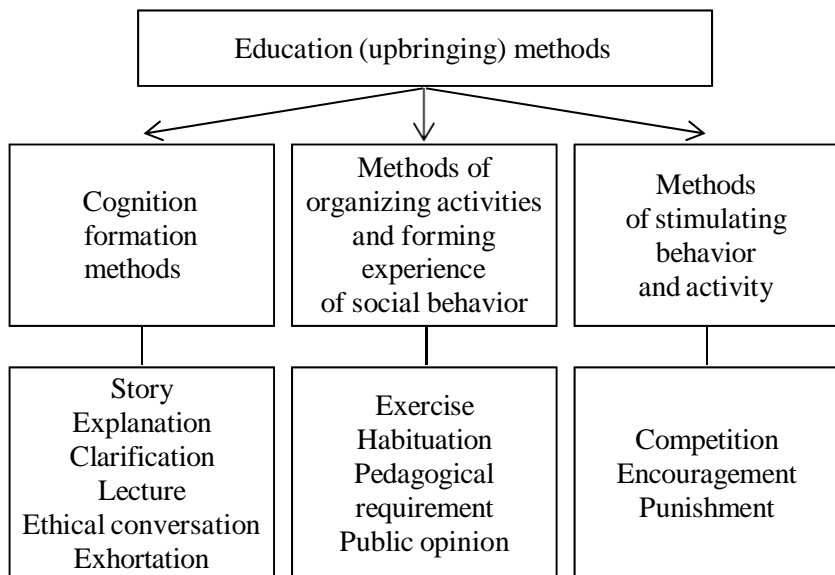 Education (upbringing) methods
Cognition
formation
methods
Methods of
organizing activities
and forming
experience
of social behavior
Methods
of stimulating
behavior
and activity
Story
Explanation
Clarification
Lecture
Ethical conversation
Exhortation
Exercise
Habituation
Pedagogical
requirement
Public opinion
Competition
Encouragement
Punishment